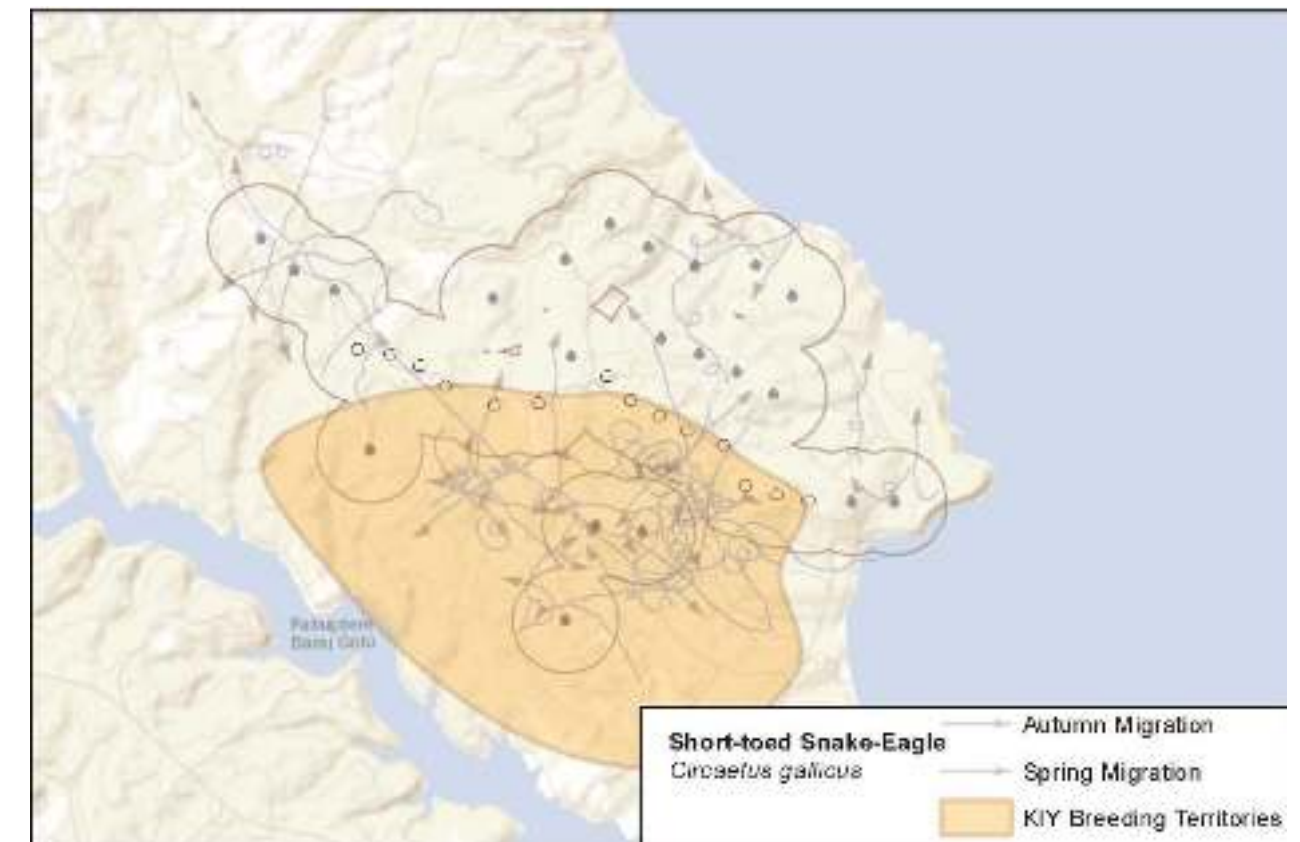 Short-toed Snake-Eagle
Circaetus gallicus
Autumn Migration
Spring Migration
KIY Breeding Territories